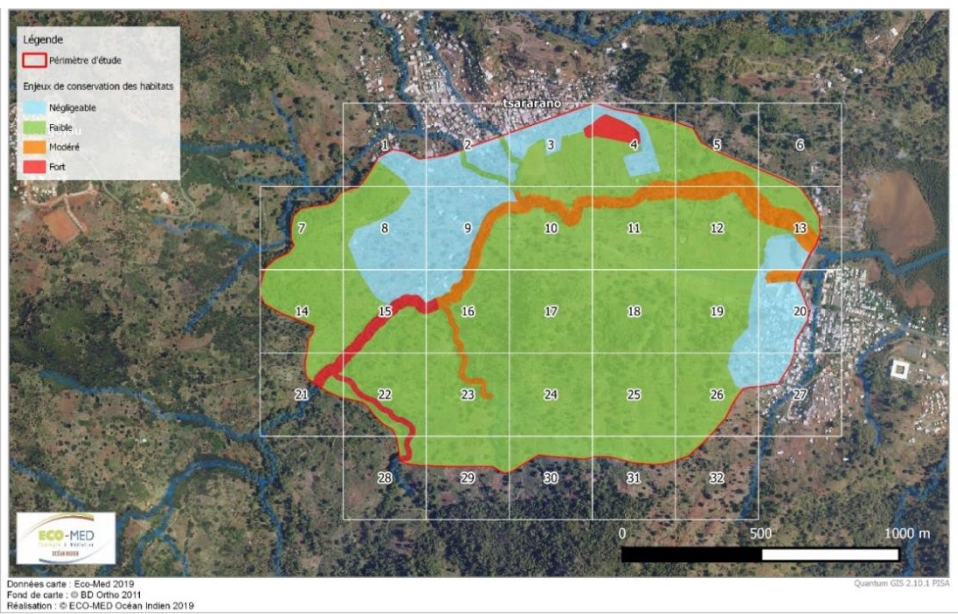 Légende
Périmètre d'étude
Enjeux de conservation des habitats
Négligeable
Faible
Modéré
Fort
tsararano
1 2 3 4 5 6
7 8 9 10 11 12 13
14 15 16 17 18 19 20
21 22 23 24 25 26 27
28 29 30 31 32
ECO-MED
OCÉAN INDIEN
0 500 1000 m
Données carte : Eco-Med 2019
Fond de carte : © BD Ortho 2011
Réalisation : © ECO-MED Océan Indien 2019
Quantum GIS 2.10.1 PISA